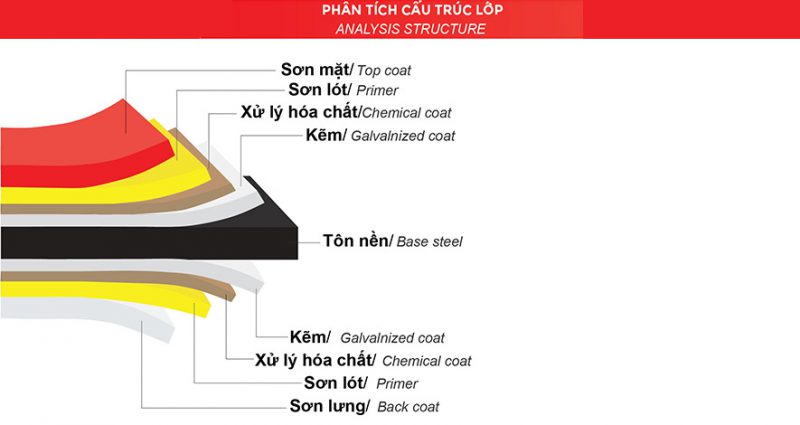 PHÂN TÍCH CẤU TRÚC LỚP
ANALYSIS STRUCTURE
Sơn mặt/ Top coat
Sơn lót/ Primer
Xử lý hóa chất/Chemical coat
Kẽm/ Galvalnized coat
Tôn nền/ Base steel
Kẽm/ Galvalnized coat
Xử lý hóa chất/ Chemical coat
Sơn lót/ Primer
Sơn lưng/ Back coat